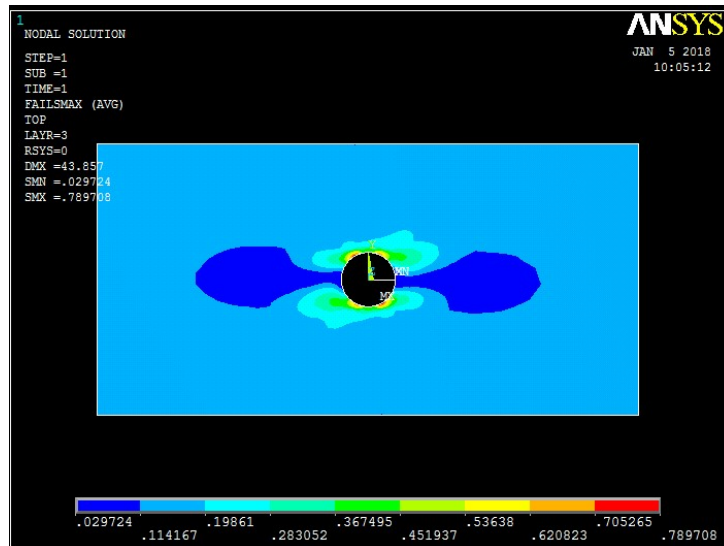 1
NODAL SOLUTION
STEP=1
SUB =1
TIME=1
FAILSMAX (AVG)
TOP
LAYR=3
RSYS=0
DMX =43.857
SMN =.029724
SMX =.789708
ANSYS
JAN 5 2018
10:05:12
Y
MN
MX
.029724 .19861 .367495 .53638 .705265
.114167 .283052 .451937 .620823 .789708